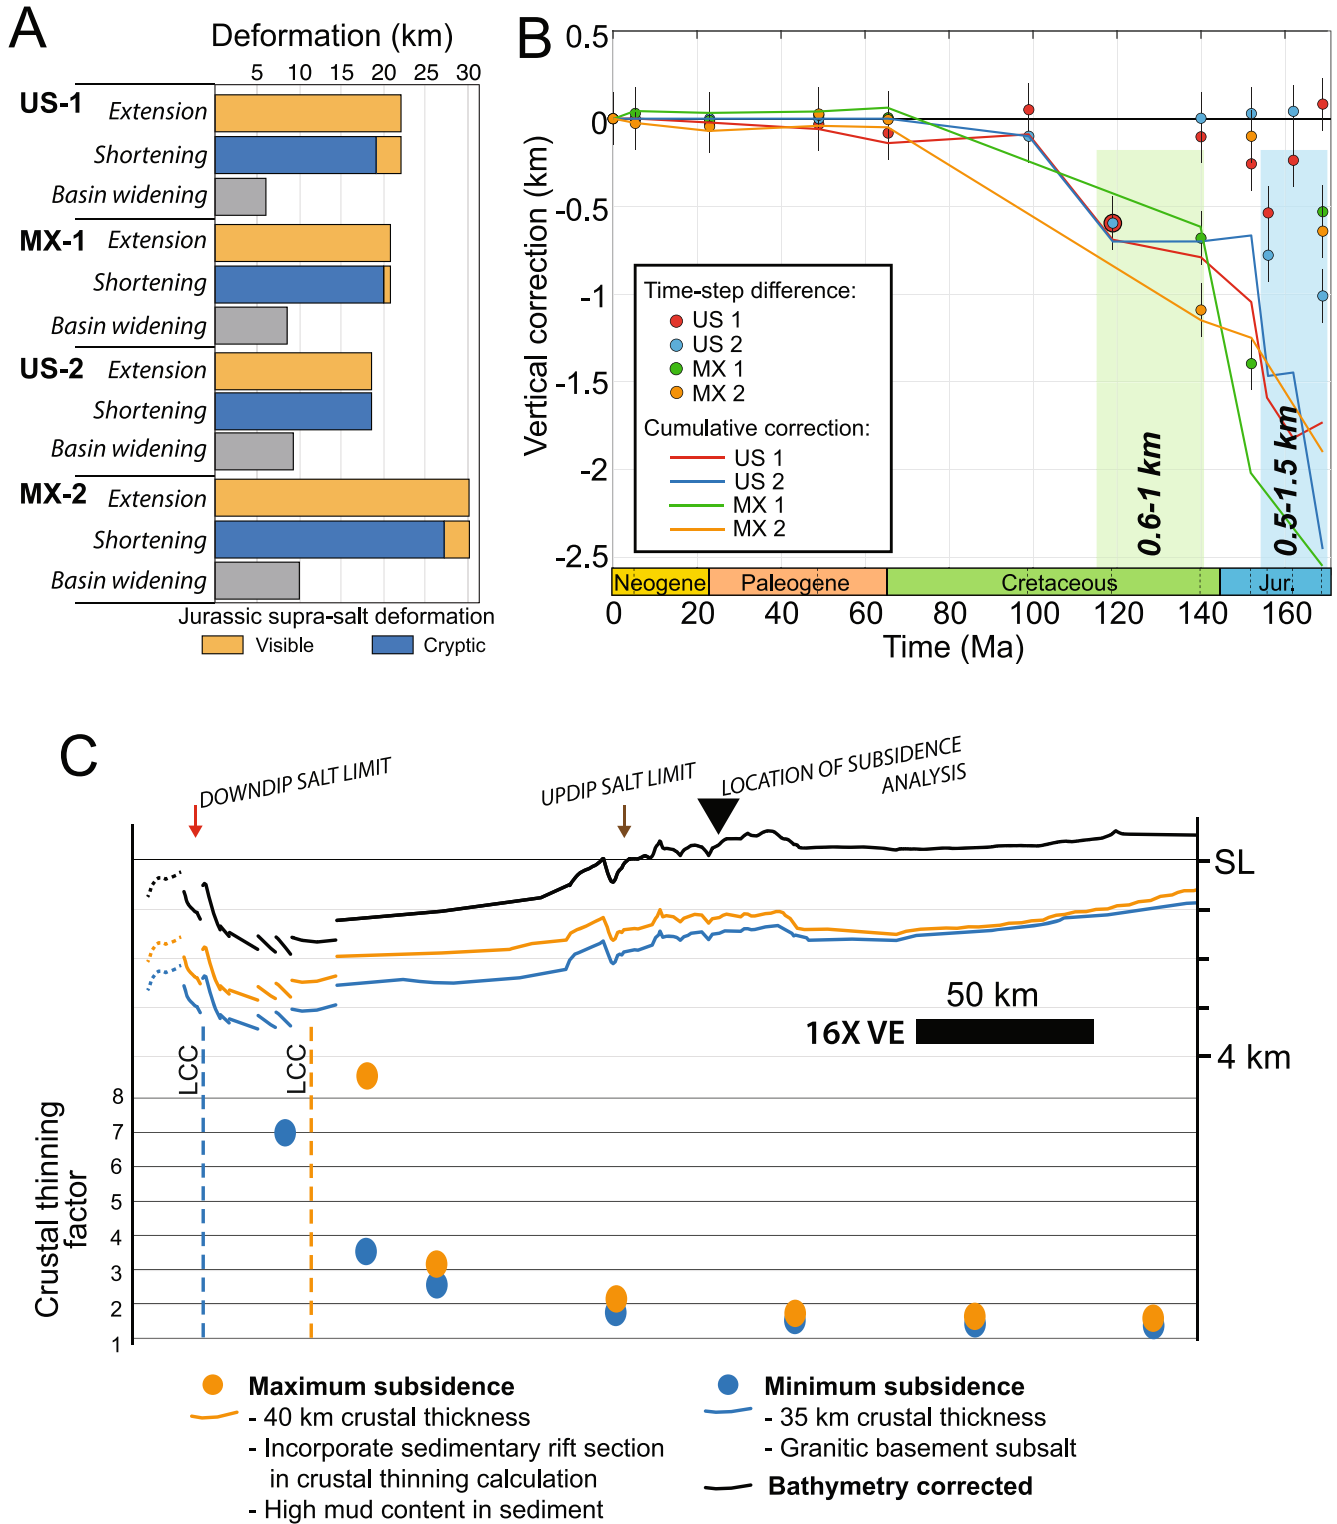 A
Deformation (km)
5 10 15 20 25 30
US-1 Extension
Shortening
Basin widening
MX-1 Extension
Shortening
Basin widening
US-2 Extension
Shortening
Basin widening
MX-2 Extension
Shortening
Basin widening
Jurassic supra-salt deformation
Visible Cryptic
B
Vertical correction (km)
0.5
0
-0.5
-1
-1.5
-2
-2.5
Time-step difference:
US 1
US 2
MX 1
MX 2
Cumulative correction:
US 1
US 2
MX 1
MX 2
0.6-1 km
0.5-1.5 km
Neogene Paleogene Cretaceous Jur.
0 20 40 60 80 100 120 140 160
Time (Ma)
C
DOWNDIP SALT LIMIT
UPDIP SALT LIMIT
LOCATION OF SUBSIDENCE
ANALYSIS
SL
50 km
16X VE
4 km
LCC
LCC
Crustal thinning
factor
8
7
6
5
4
3
2
1
Maximum subsidence
- 40 km crustal thickness
- Incorporate sedimentary rift section
in crustal thinning calculation
- High mud content in sediment
Minimum subsidence
- 35 km crustal thickness
- Granitic basement subsalt
Bathymetry corrected